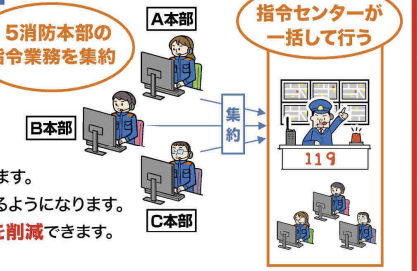 5消防本部の
指令業務を集約
A本部
B本部
C本部
集約
指令センターが
一括して行う
119
ます。
るようになります。
を削減できます。